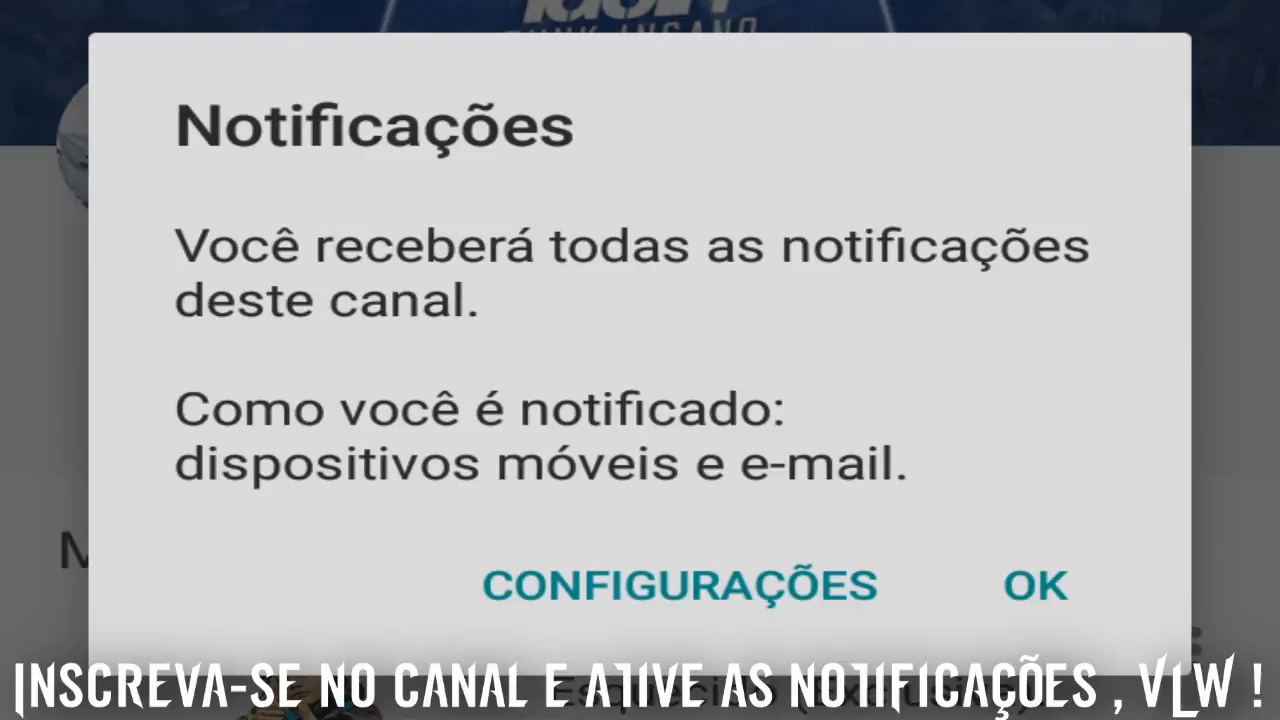 Notificações
Você receberá todas as notificações
deste canal.
Como você é notificado:
dispositivos móveis e e-mail.
CONFIGURAÇÕES OK
INSCREVA-SE NO CANAL E ATIVE AS NOTIFICAÇÕES , VLW !